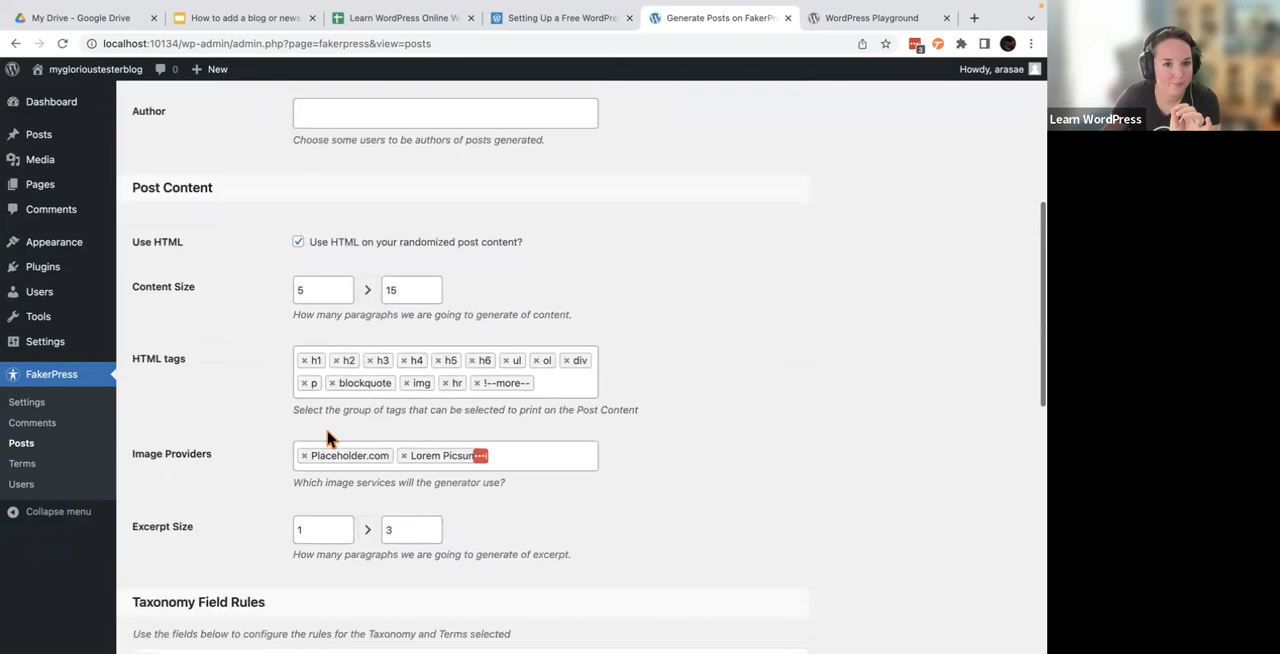 My Drive - Google Drive
How to add a blog or news
Learn WordPress Online W
Setting Up a Free WordPre
Generate Posts on FakerPr
WordPress Playground
localhost:10134/wp-admin/admin.php?page=fakerpress&view=posts
myglorioustesterblog 0 New
Howdy, arasae
Learn WordPress
Dashboard
Posts
Media
Pages
Comments
Appearance
Plugins
Users
Tools
Settings
FakerPress
Settings
Comments
Posts
Terms
Users
Collapse menu
Author
Choose some users to be authors of posts generated.
Post Content
Use HTML
Use HTML on your randomized post content?
Content Size
5 > 15
How many paragraphs we are going to generate of content.
HTML tags
× h1 × h2 × h3 × h4 × h5 × h6 × ul × ol × div
× p × blockquote × img × hr × !--more--
Select the group of tags that can be selected to print on the Post Content
Image Providers
× Placeholder.com × Lorem Picsum
Which image services will the generator use?
Excerpt Size
1 > 3
How many paragraphs we are going to generate of excerpt.
Taxonomy Field Rules
Use the fields below to configure the rules for the Taxonomy and Terms selected